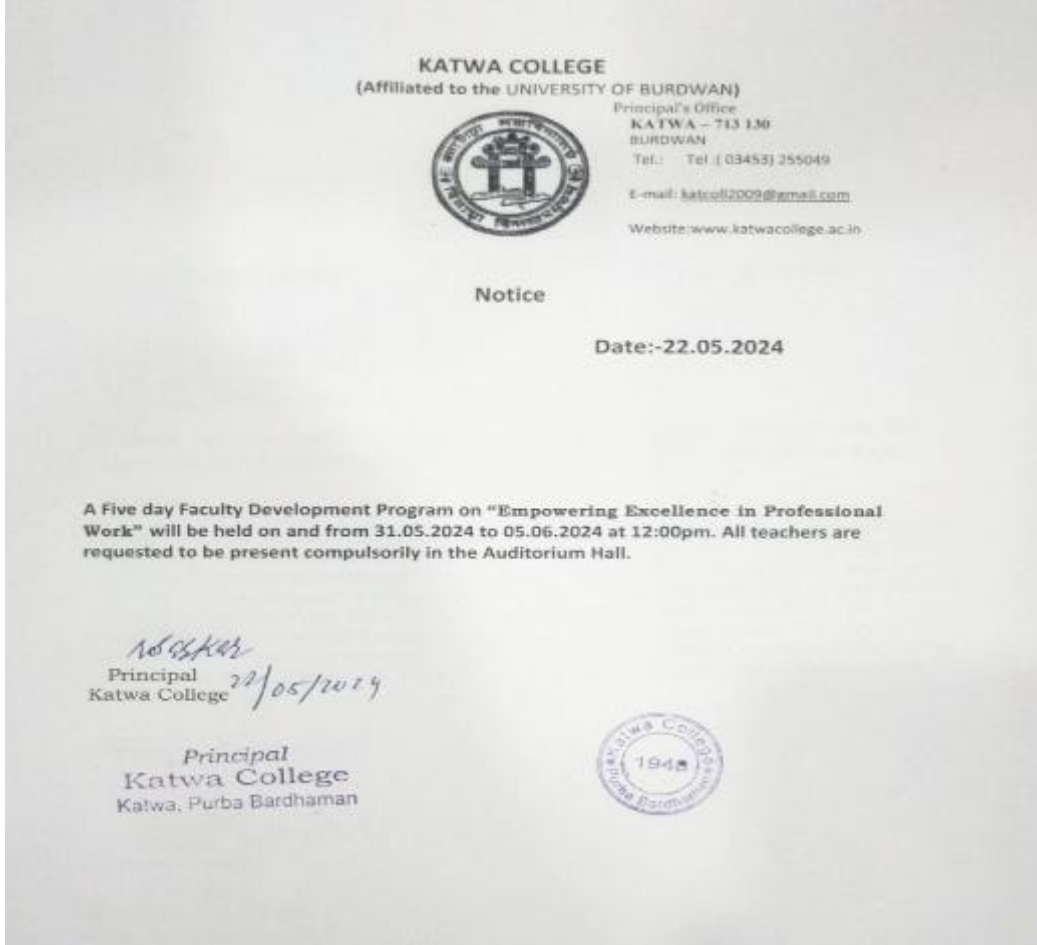 KATWA COLLEGE
(Affiliated to the UNIVERSITY OF BURDWAN)
Principal's Office
KATWA – 713 130
BURDWAN
Tel.: Tel :( 03453) 255049
E-mail: katcoll2009@gmail.com
Website:www.katwacollege.ac.in
Notice
Date:-22.05.2024
A Five day Faculty Development Program on “Empowering Excellence in Professional
Work” will be held on and from 31.05.2024 to 05.06.2024 at 12:00pm. All teachers are
requested to be present compulsorily in the Auditorium Hall.
Principal
Katwa College 22/05/2024
Principal
Katwa College
Katwa, Purba Bardhaman
Katwa College
1948
Purba Bardhaman